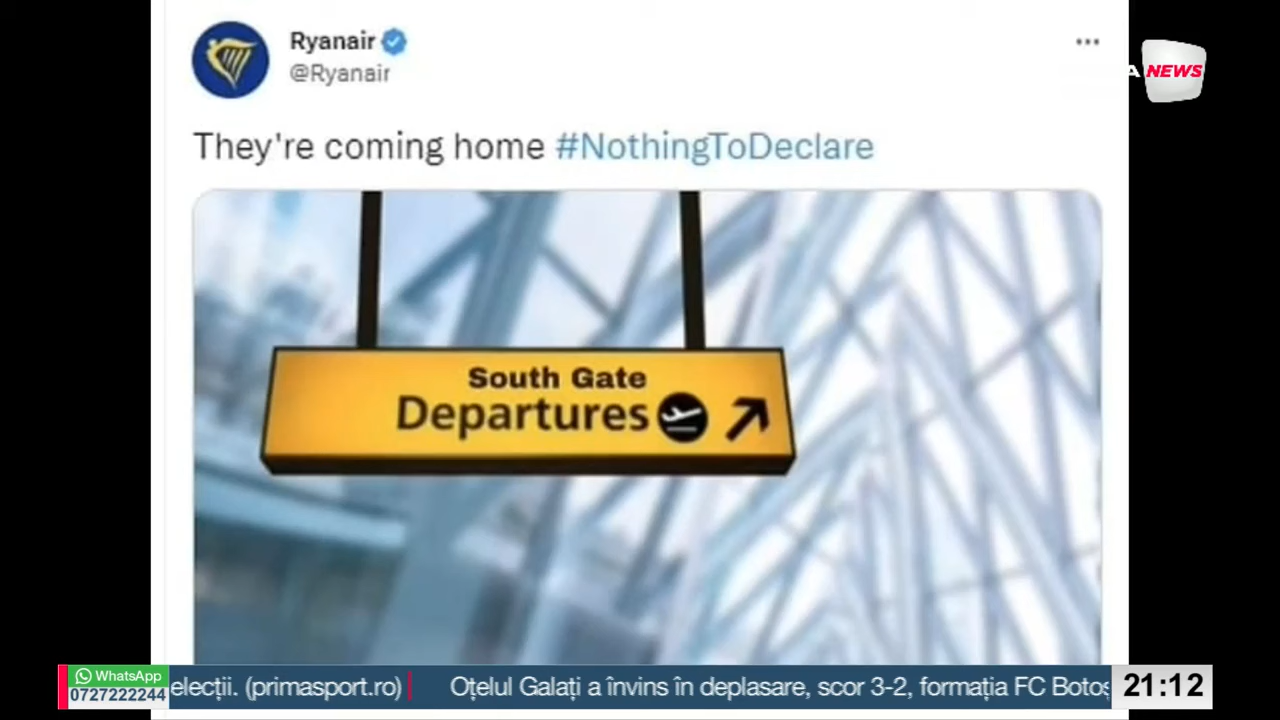 Ryanair
@Ryanair
A NEWS
They're coming home #NothingToDeclare
South Gate
Departures
WhatsApp
0727222244
elecții. (primasport.ro)
Oțelul Galați a învins în deplasare, scor 3-2, formația FC Botoș
21:12